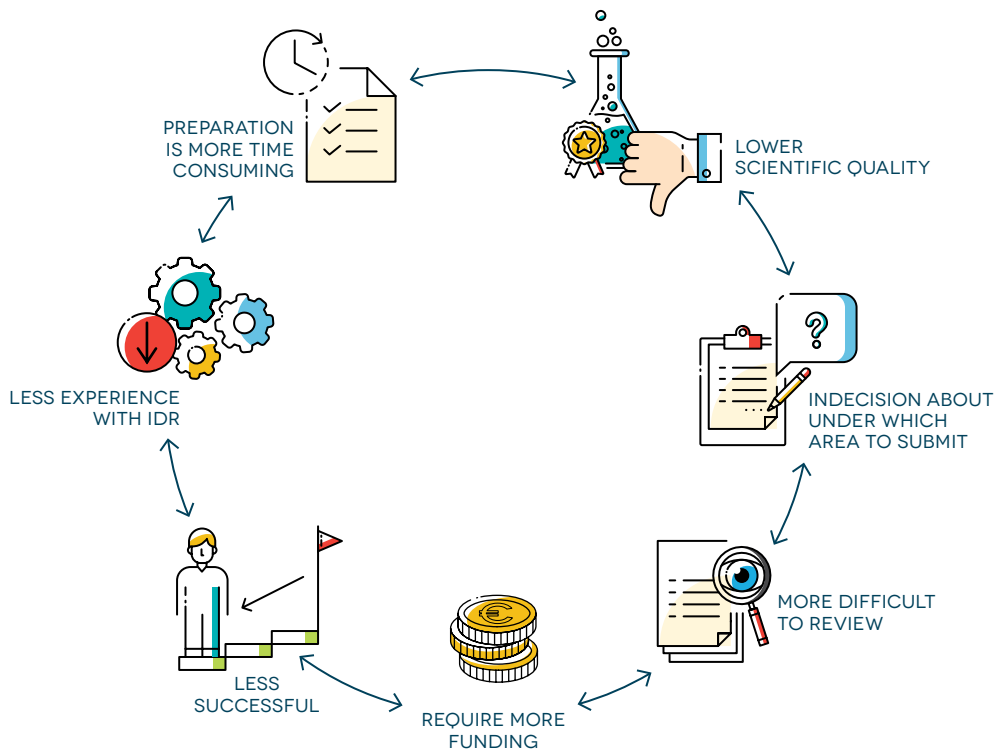 PREPARATION
IS MORE TIME
CONSUMING
LOWER
SCIENTIFIC QUALITY
?
INDECISION ABOUT
UNDER WHICH
AREA TO SUBMIT
MORE DIFFICULT
TO REVIEW
€
REQUIRE MORE
FUNDING
LESS
SUCCESSFUL
LESS EXPERIENCE
WITH IDR